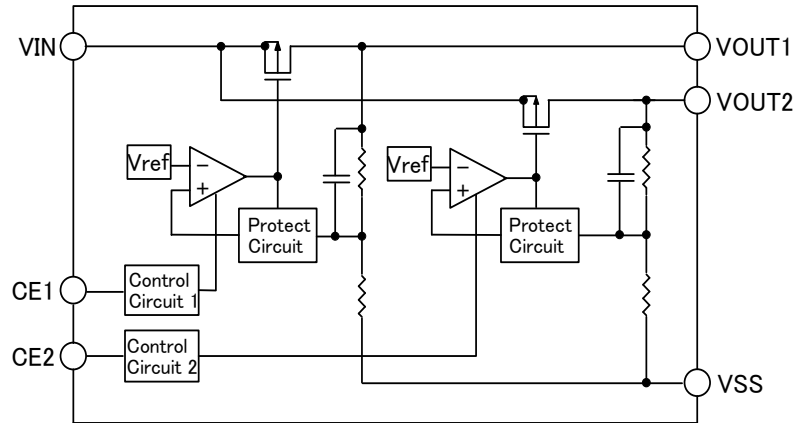 VIN
VOUT1
VOUT2
Vref
−
+
Vref
−
+
Protect
Circuit
Protect
Circuit
CE1
Control
Circuit 1
CE2
Control
Circuit 2
VSS